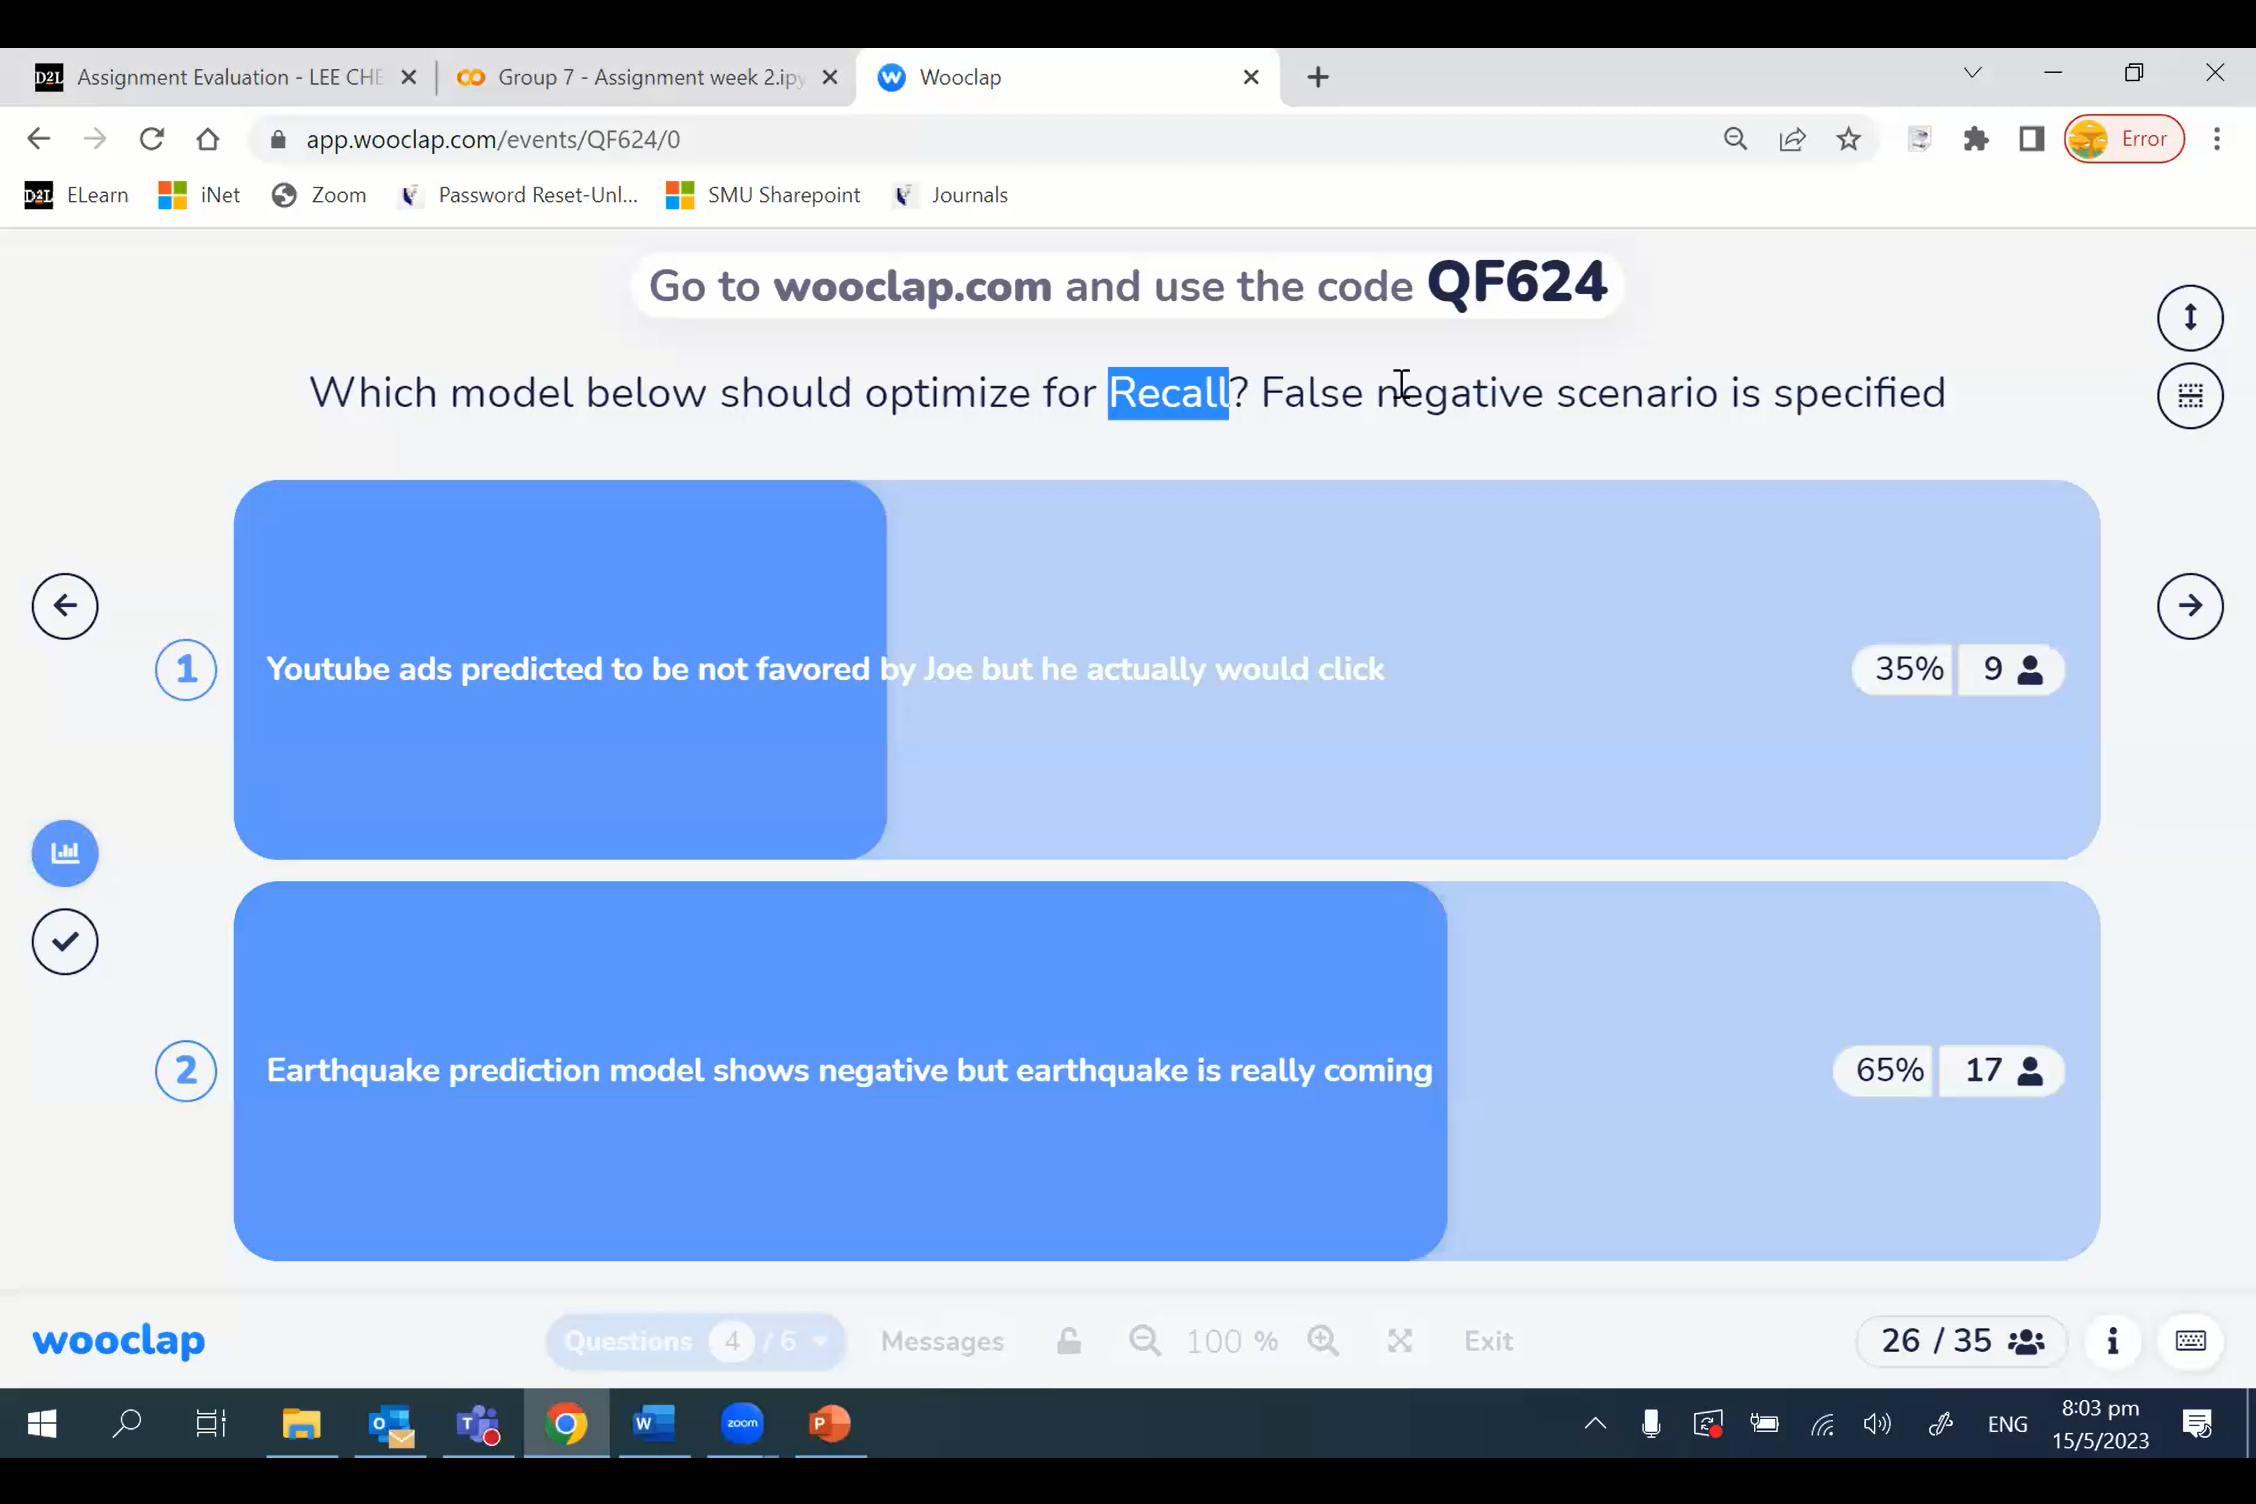 D2L Assignment Evaluation - LEE CHE
Group 7 - Assignment week 2.ipy
W Wooclap
app.wooclap.com/events/QF624/0
Error
D2L ELearn
iNet
Zoom
Password Reset-Unl...
SMU Sharepoint
Journals
Go to wooclap.com and use the code QF624
Which model below should optimize for Recall? False negative scenario is specified
1 Youtube ads predicted to be not favored by Joe but he actually would click 35% 9
2 Earthquake prediction model shows negative but earthquake is really coming 65% 17
wooclap
Questions 4 / 6
Messages
100 %
Exit
26 / 35
i
zoom
ENG
8:03 pm
15/5/2023